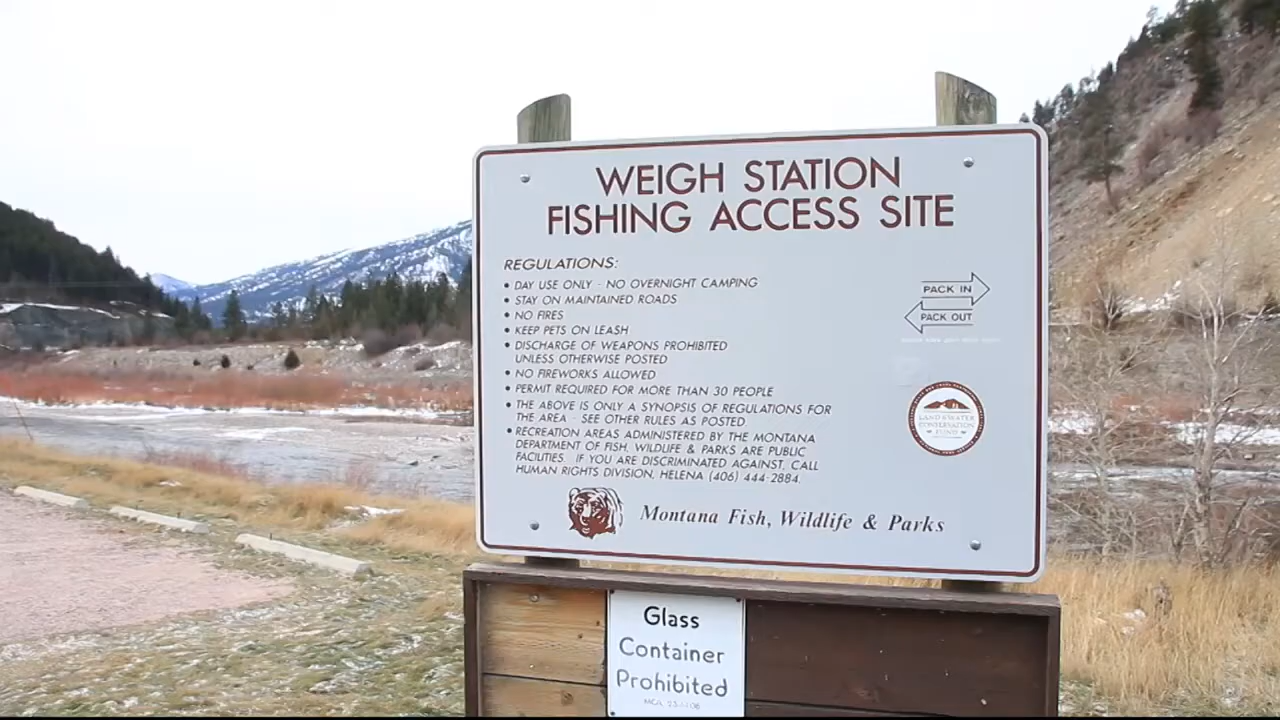 WEIGH STATION
FISHING ACCESS SITE
REGULATIONS:
• DAY USE ONLY - NO OVERNIGHT CAMPING
• STAY ON MAINTAINED ROADS
• NO FIRES
• KEEP PETS ON LEASH
• DISCHARGE OF WEAPONS PROHIBITED
UNLESS OTHERWISE POSTED
• NO FIREWORKS ALLOWED
• PERMIT REQUIRED FOR MORE THAN 30 PEOPLE
• THE ABOVE IS ONLY A SYNOPSIS OF REGULATIONS FOR
THE AREA - SEE OTHER RULES AS POSTED
• RECREATION AREAS ADMINISTERED BY THE MONTANA
DEPARTMENT OF FISH, WILDLIFE & PARKS ARE PUBLIC
FACILITIES. IF YOU ARE DISCRIMINATED AGAINST, CALL
HUMAN RIGHTS DIVISION, HELENA (406) 444-2884.
PACK IN
PACK OUT
LAND & WATER
CONSERVATION
FUND
Montana Fish, Wildlife & Parks
Glass
Container
Prohibited